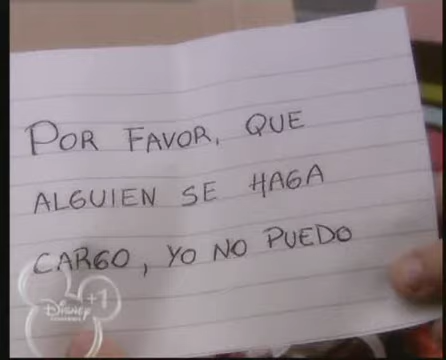 POR FAVOR, QUE
ALGUIEN SE HAGA
CARGO, YO NO PUEDO
Disney +1